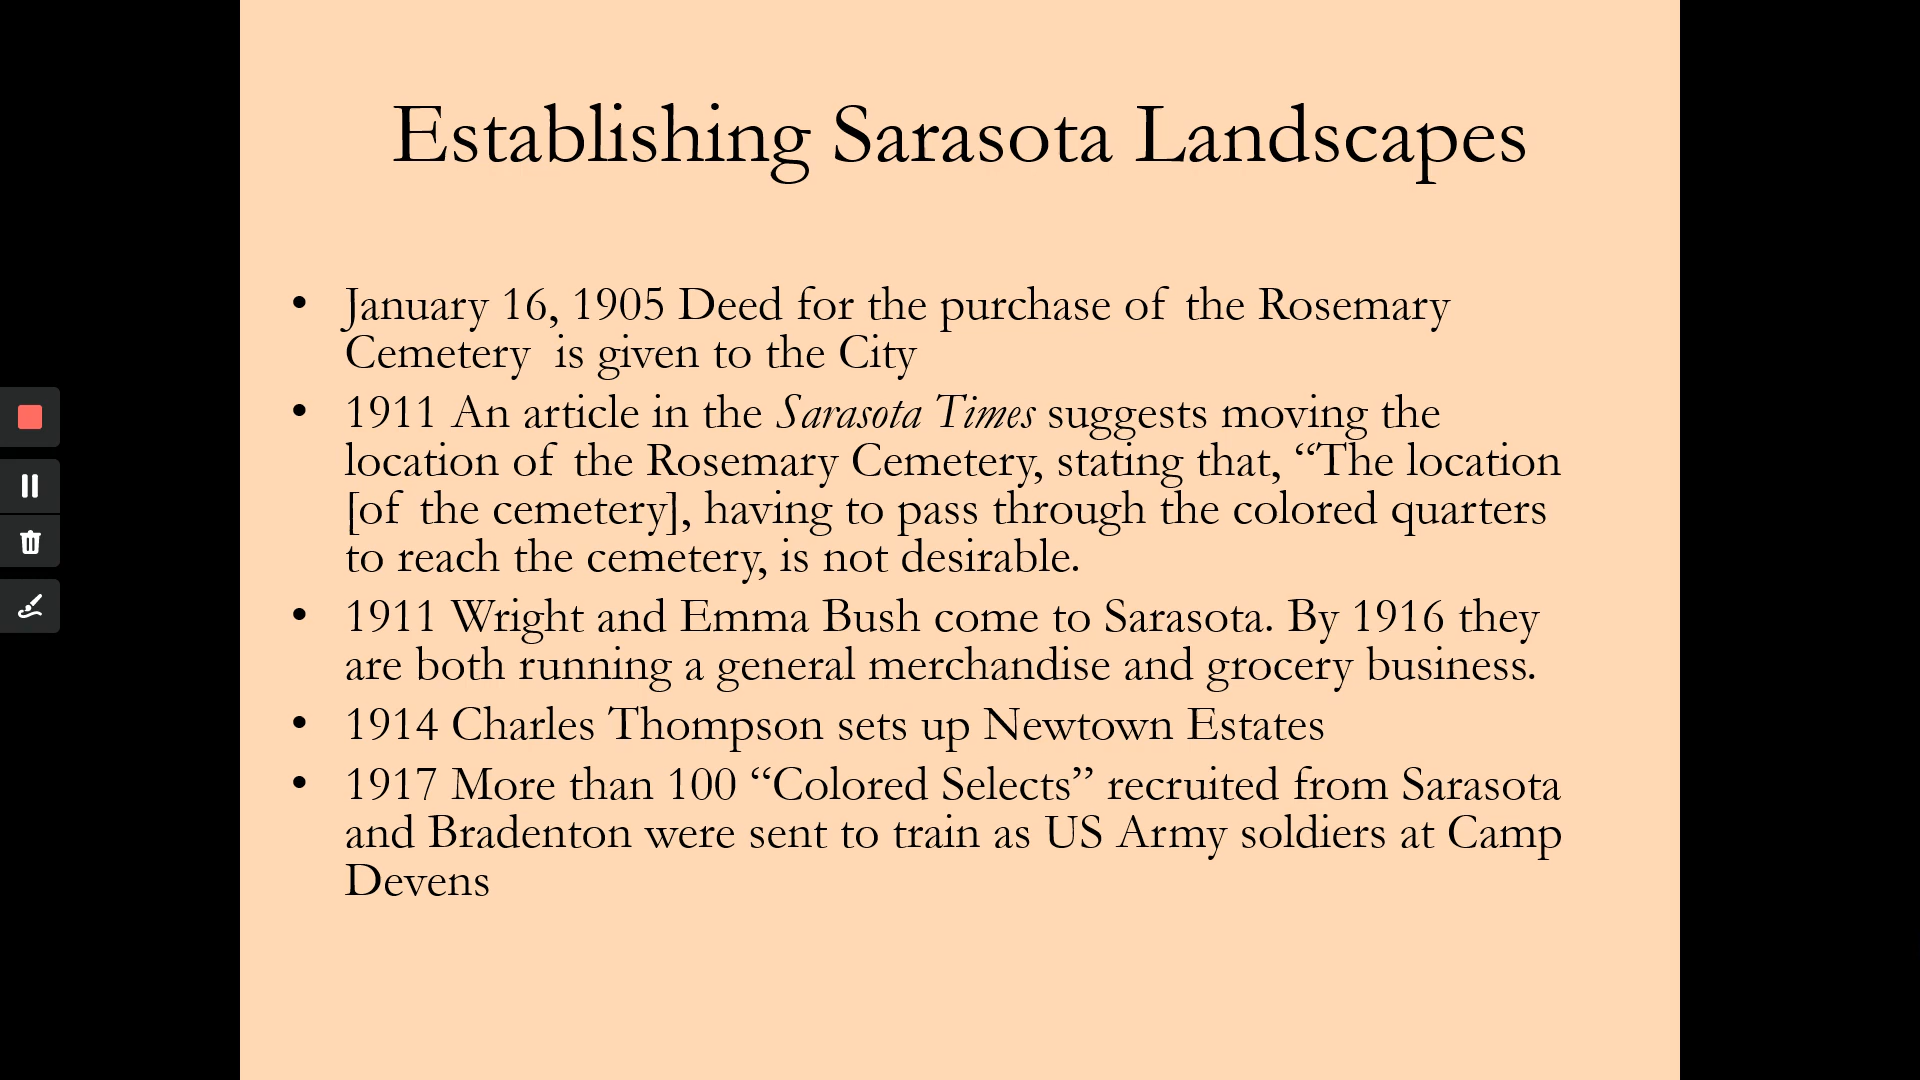 Establishing Sarasota Landscapes
• January 16, 1905 Deed for the purchase of the Rosemary
Cemetery is given to the City
• 1911 An article in the Sarasota Times suggests moving the
location of the Rosemary Cemetery, stating that, “The location
[of the cemetery], having to pass through the colored quarters
to reach the cemetery, is not desirable.
• 1911 Wright and Emma Bush come to Sarasota. By 1916 they
are both running a general merchandise and grocery business.
• 1914 Charles Thompson sets up Newtown Estates
• 1917 More than 100 “Colored Selects” recruited from Sarasota
and Bradenton were sent to train as US Army soldiers at Camp
Devens